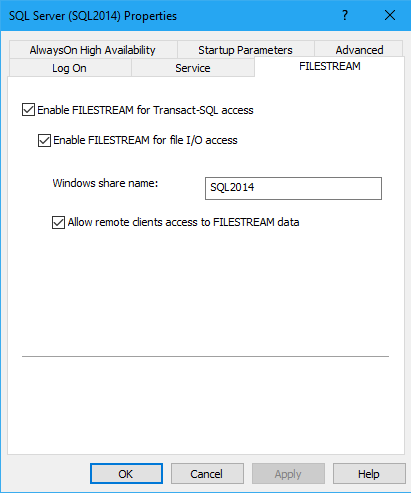 SQL Server (SQL2014) Properties
?
AlwaysOn High Availability Startup Parameters Advanced
Log On Service FILESTREAM
Enable FILESTREAM for Transact-SQL access
Enable FILESTREAM for file I/O access
Windows share name: SQL2014
Allow remote clients access to FILESTREAM data
OK Cancel Apply Help